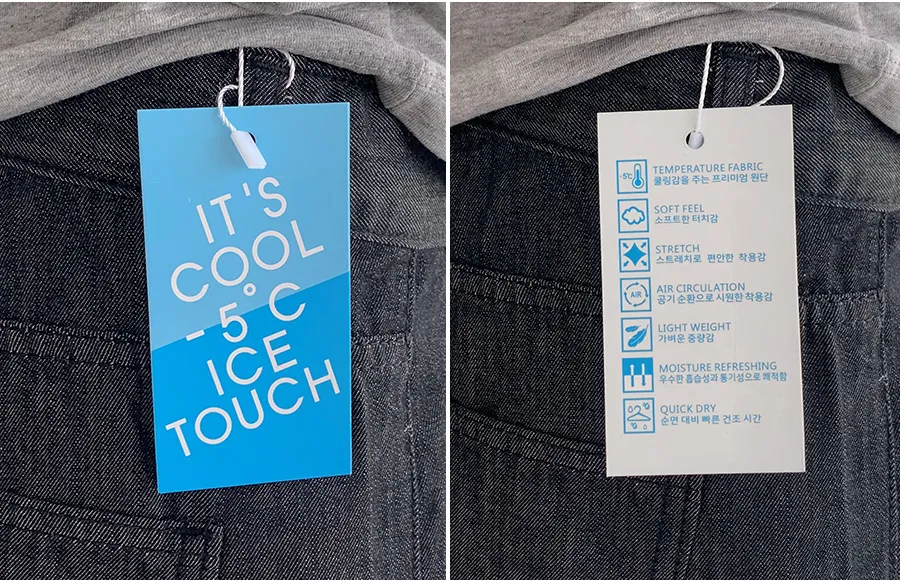 IT'S
COOL
-5°C
ICE
TOUCH
-5℃
TEMPERATURE FABRIC
쿨링감을 주는 프리미엄 원단
SOFT FEEL
소프트한 터치감
STRETCH
스트레치로 편안한 착용감
AIR
AIR CIRCULATION
공기 순환으로 시원한 착용감
LIGHT WEIGHT
가벼운 중량감
MOISTURE REFRESHING
우수한 흡습성과 통기성으로 쾌적함
QUICK DRY
순면 대비 빠른 건조 시간